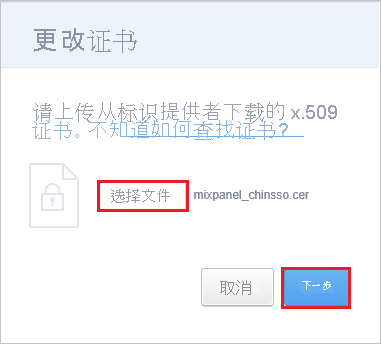 更改证书
请上传从标识提供者下载的 x.509
证书。不知道如何查找证书?
选择文件 mixpanel_chinsso.cer
取消 下一步